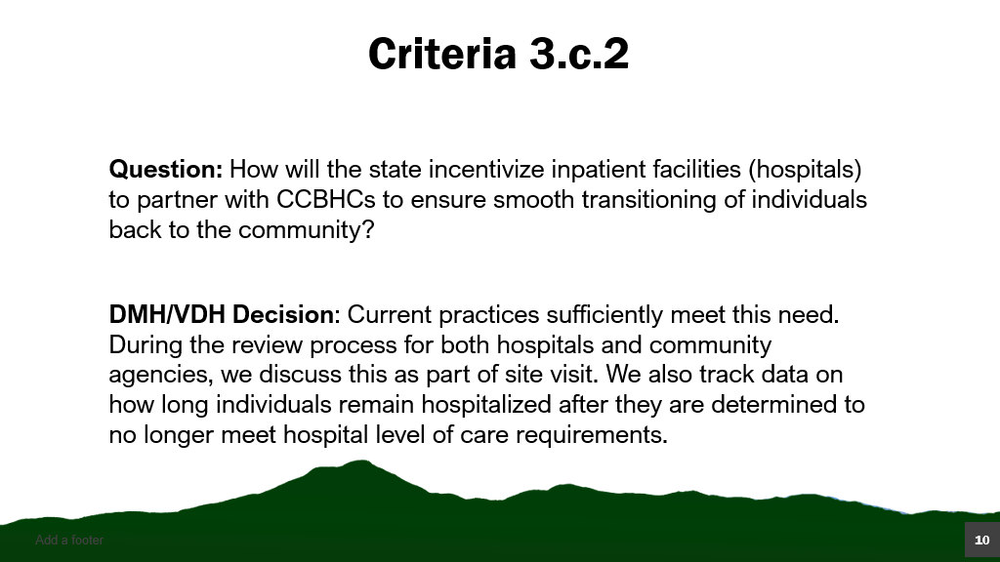 Criteria 3.c.2
Question: How will the state incentivize inpatient facilities (hospitals)
to partner with CCBHCs to ensure smooth transitioning of individuals
back to the community?
DMH/VDH Decision: Current practices sufficiently meet this need.
During the review process for both hospitals and community
agencies, we discuss this as part of site visit. We also track data on
how long individuals remain hospitalized after they are determined to
no longer meet hospital level of care requirements.
Add a footer
10